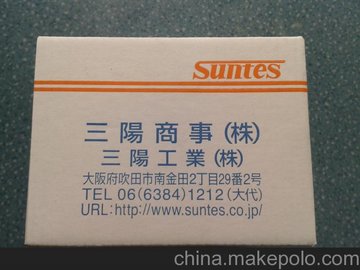 suntes
三陽商事(株)
三陽工業(株)
大阪府吹田市南金田2丁目29番2号
TEL 06(6384)1212(大代)
URL:http://www.suntes.co.jp/
china.makepolo.com